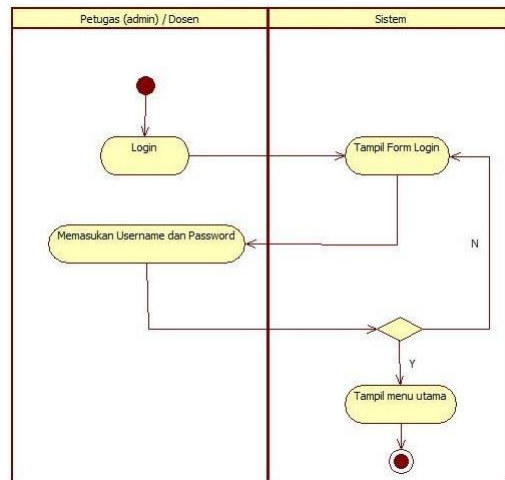 Petugas (admin) / Dosen
Sistem
Login
Tampil Form Login
Memasukan Username dan Password
N
Y
Tampil menu utama